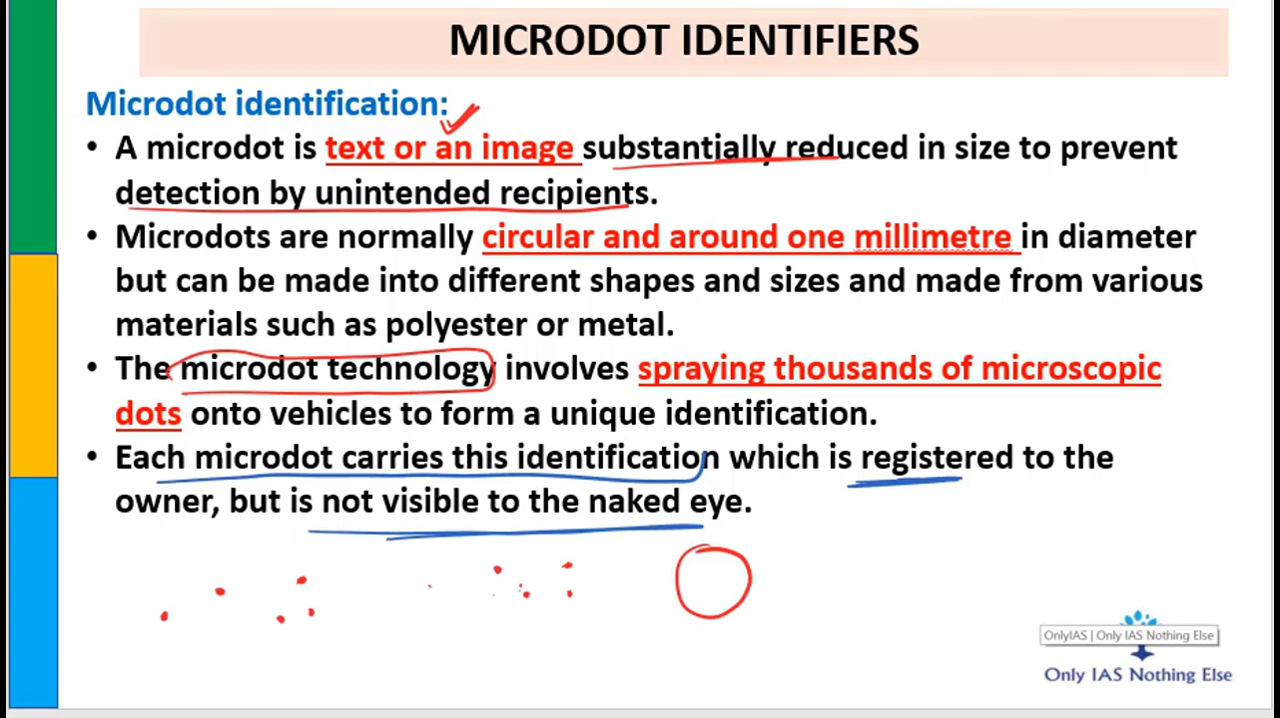 MICRODOT IDENTIFIERS
Microdot identification:
• A microdot is text or an image substantially reduced in size to prevent
detection by unintended recipients.
• Microdots are normally circular and around one millimetre in diameter
but can be made into different shapes and sizes and made from various
materials such as polyester or metal.
• The microdot technology involves spraying thousands of microscopic
dots onto vehicles to form a unique identification.
• Each microdot carries this identification which is registered to the
owner, but is not visible to the naked eye.
OnlyIAS | Only IAS Nothing Else
Only IAS Nothing Else